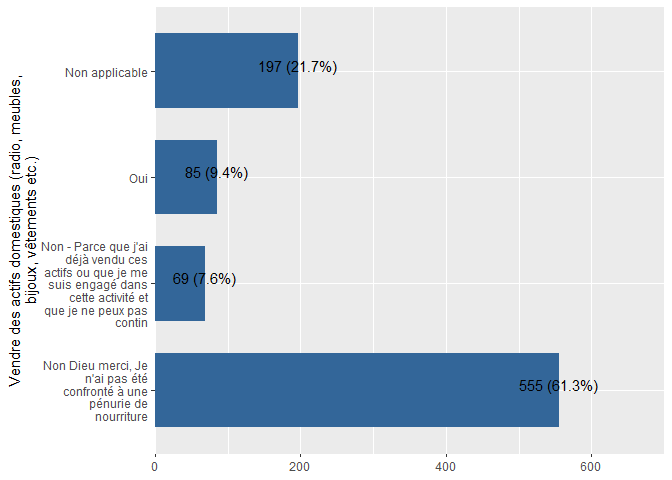 Vendre des actifs domestiques (radio, meubles,
bijoux, vêtements etc.)
Non applicable
197 (21.7%)
Oui
85 (9.4%)
Non - Parce que j'ai
déjà vendu ces
actifs ou que je me
suis engagé dans
cette activité et
que je ne peux pas
contin
69 (7.6%)
Non Dieu merci, Je
n'ai pas été
confronté à une
pénurie de
nourriture
555 (61.3%)
0
200
400
600